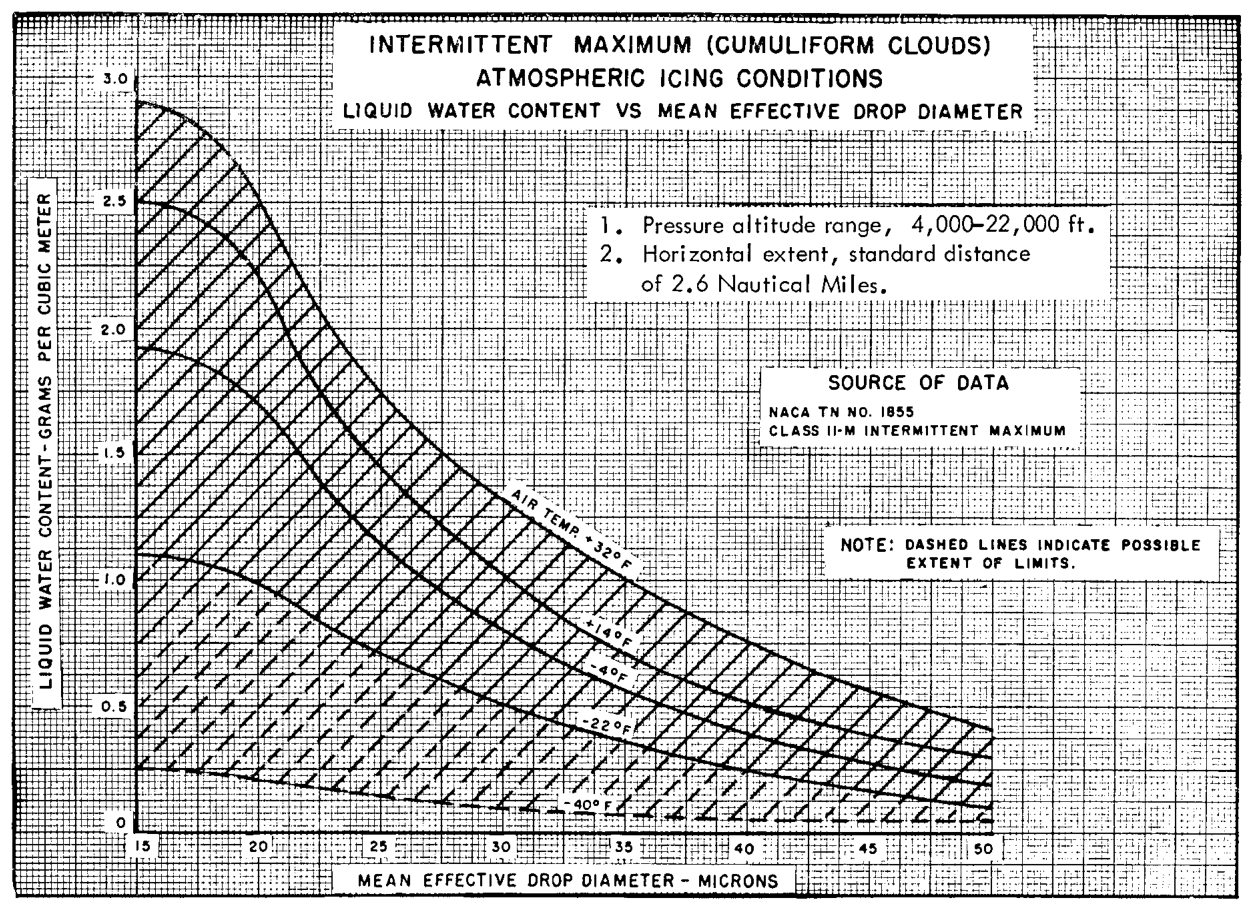 INTERMITTENT MAXIMUM (CUMULIFORM CLOUDS)
ATMOSPHERIC ICING CONDITIONS
LIQUID WATER CONTENT VS MEAN EFFECTIVE DROP DIAMETER
LIQUID WATER CONTENT-GRAMS PER CUBIC METER
3.0
2.5
2.0
1.5
1.0
0.5
0
1. Pressure altitude range, 4,000–22,000 ft.
2. Horizontal extent, standard distance
of 2.6 Nautical Miles.
SOURCE OF DATA
NACA TN NO. 1855
CLASS II-M INTERMITTENT MAXIMUM
NOTE: DASHED LINES INDICATE POSSIBLE
EXTENT OF LIMITS.
AIR TEMP. +32°F
+14°F
-4°F
-22°F
-40°F
15 20 25 30 35 40 45 50
MEAN EFFECTIVE DROP DIAMETER - MICRONS